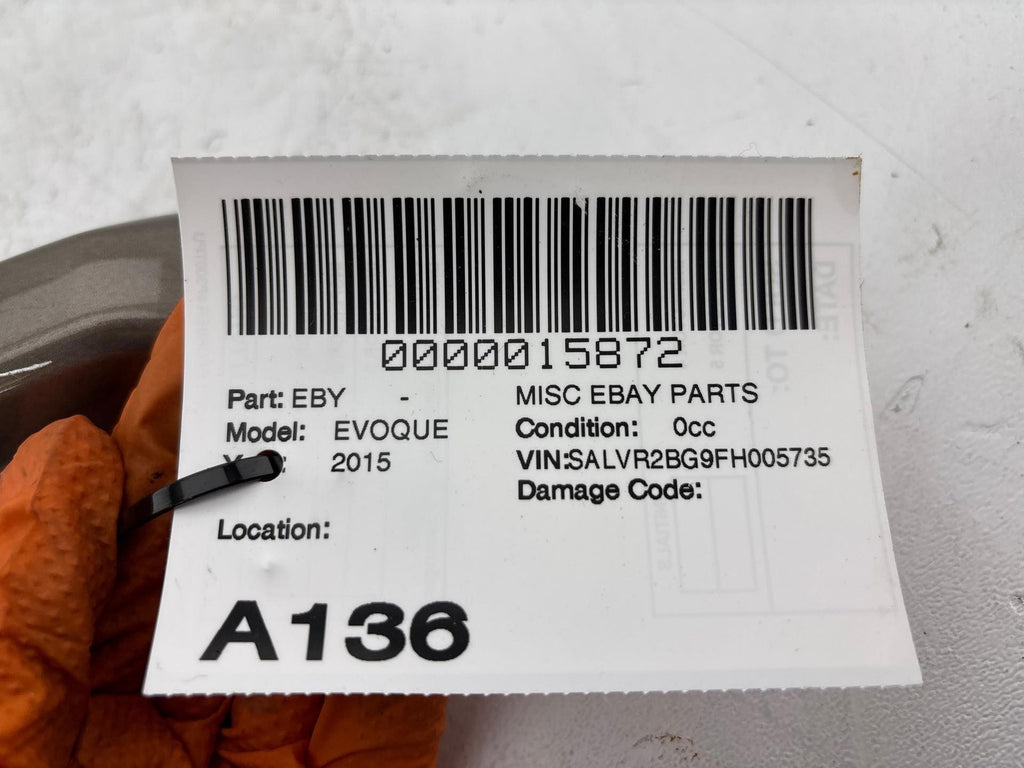 0000015872
Part: EBY - MISC EBAY PARTS
Model: EVOQUE Condition: 0cc
2015 VIN:SALVR2BG9FH005735
Damage Code:
Location:
A136